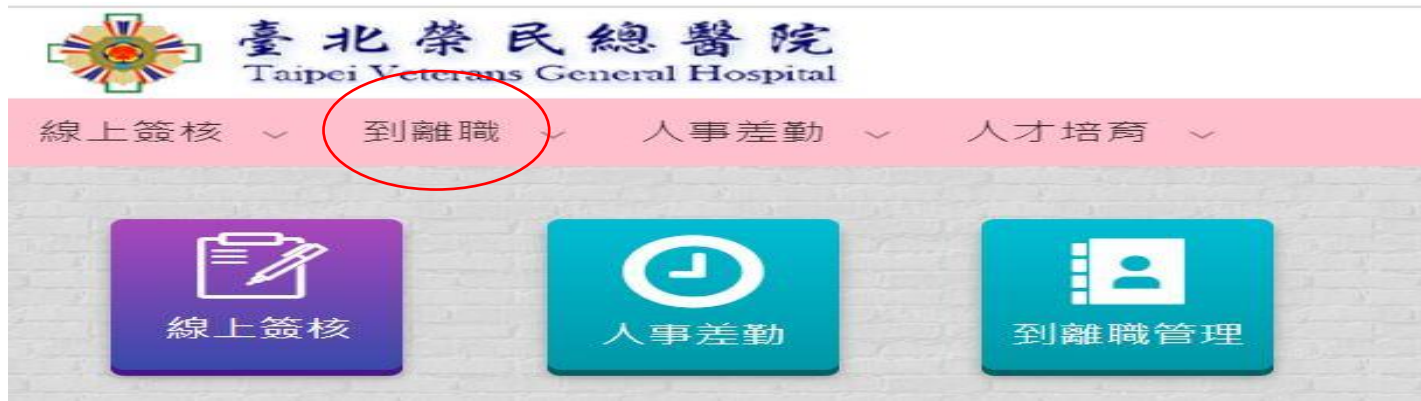 臺北榮民總醫院
Taipei Veterans General Hospital
線上簽核 到離職 人事差勤 人才培育
線上簽核 人事差勤 到離職管理